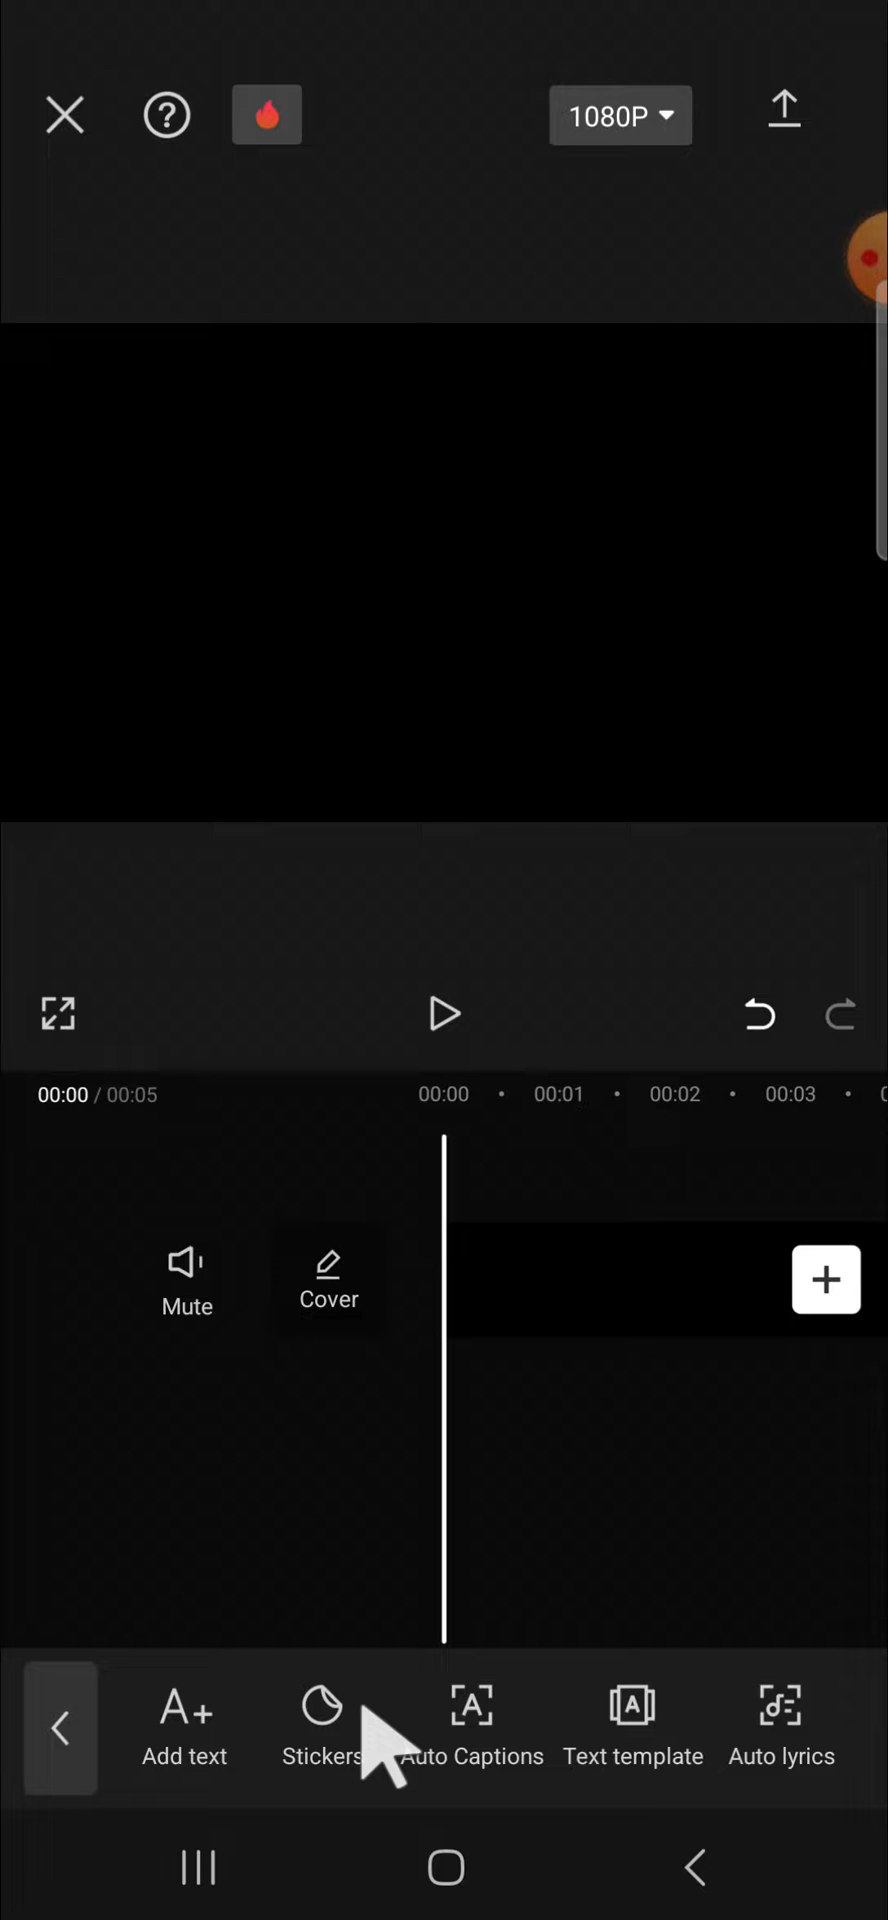 1080P
00:00 / 00:05
00:00
00:01
00:02
00:03
Mute
Cover
Add text
Stickers
Auto Captions
Text template
Auto lyrics